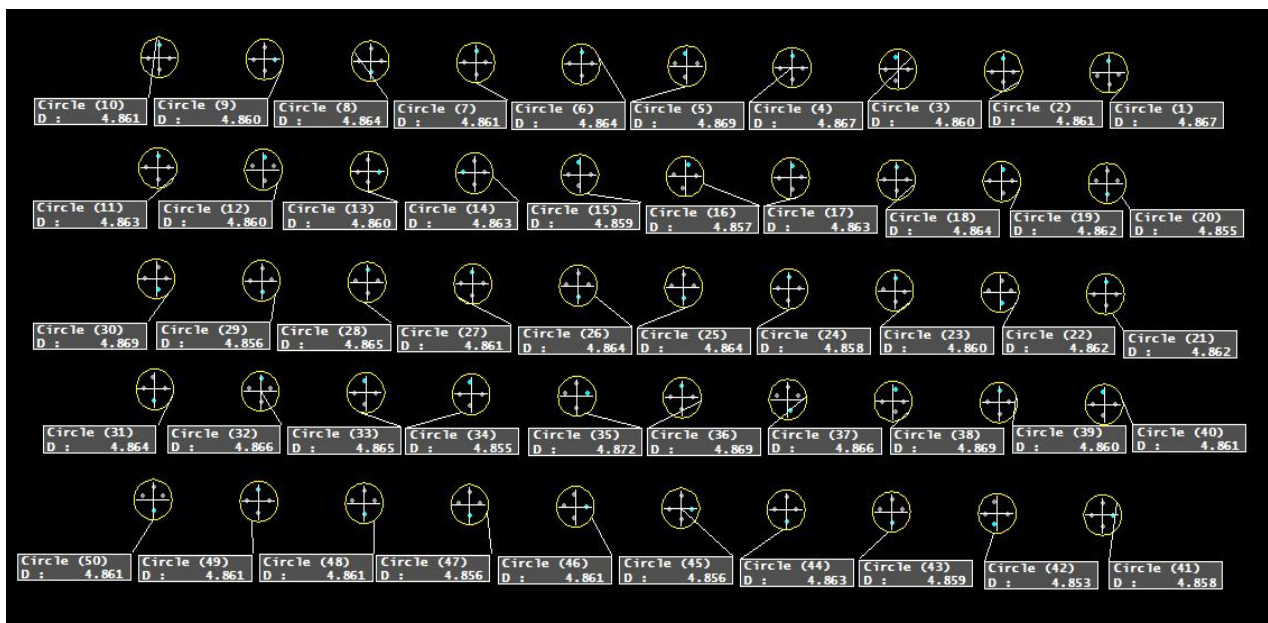 Circle (10) Circle (9) Circle (8) Circle (7) Circle (6) Circle (5) Circle (4) Circle (3) Circle (2) Circle (1)
D : 4.861 D : 4.860 D : 4.864 D : 4.861 D : 4.864 D : 4.869 D : 4.867 D : 4.860 D : 4.861 D : 4.867
Circle (11) Circle (12) Circle (13) Circle (14) Circle (15) Circle (16) Circle (17) Circle (18) Circle (19) Circle (20)
D : 4.863 D : 4.860 D : 4.860 D : 4.863 D : 4.859 D : 4.857 D : 4.863 D : 4.864 D : 4.862 D : 4.855
Circle (30) Circle (29) Circle (28) Circle (27) Circle (26) Circle (25) Circle (24) Circle (23) Circle (22) Circle (21)
D : 4.869 D : 4.856 D : 4.865 D : 4.861 D : 4.864 D : 4.864 D : 4.858 D : 4.860 D : 4.862 D : 4.862
Circle (31) Circle (32) Circle (33) Circle (34) Circle (35) Circle (36) Circle (37) Circle (38) Circle (39) Circle (40)
D : 4.864 D : 4.866 D : 4.865 D : 4.855 D : 4.872 D : 4.869 D : 4.866 D : 4.869 D : 4.860 D : 4.861
Circle (50) Circle (49) Circle (48) Circle (47) Circle (46) Circle (45) Circle (44) Circle (43) Circle (42) Circle (41)
D : 4.861 D : 4.861 D : 4.861 D : 4.856 D : 4.861 D : 4.856 D : 4.863 D : 4.859 D : 4.853 D : 4.858